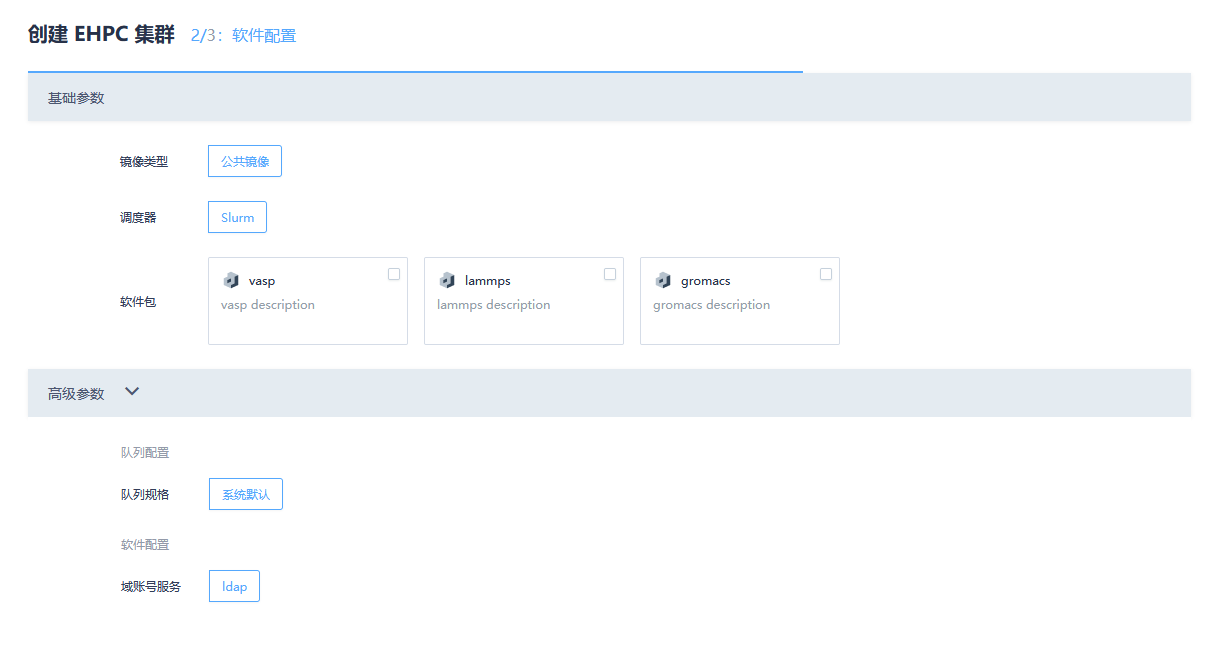 创建 EHPC 集群 2/3：软件配置
基础参数
镜像类型 公共镜像
调度器 Slurm
软件包
vasp
vasp description
lammps
lammps description
gromacs
gromacs description
高级参数
队列配置
队列规格 系统默认
软件配置
域账号服务 ldap